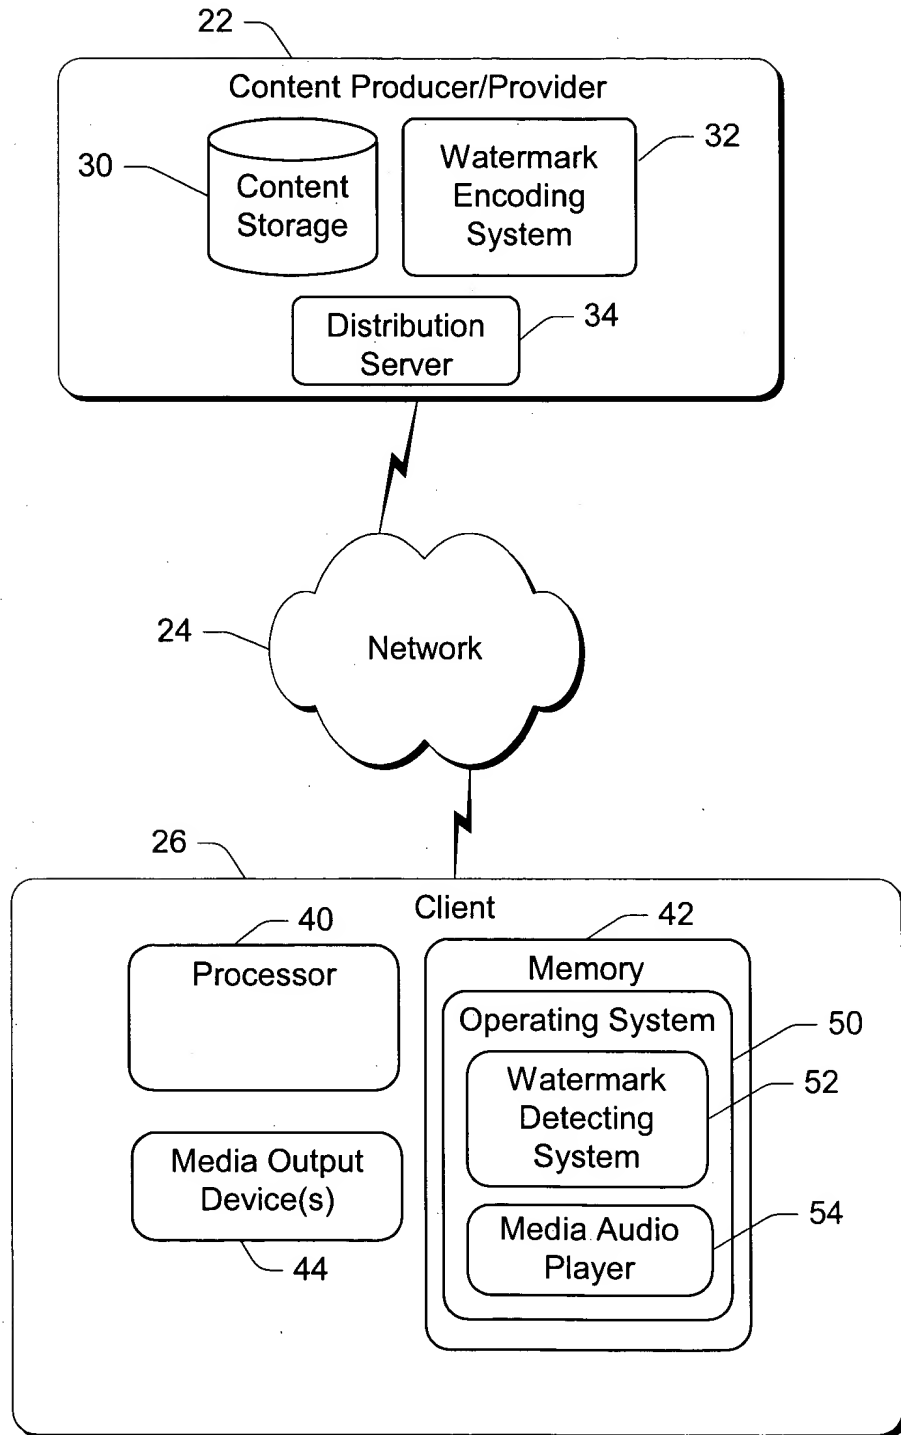 22
Content Producer/Provider
30
Content
Storage
Watermark
Encoding
System
32
Distribution
Server
34
24
Network
26
Client
40
Processor
42
Memory
Operating System
50
Watermark
Detecting
System
52
Media Output
Device(s)
44
Media Audio
Player
54